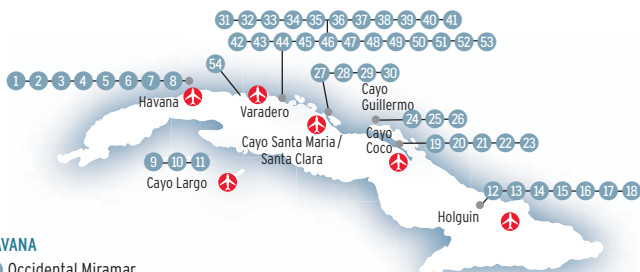 31 32 33 34 35 36 37 38 39 40 41
42 43 44 45 46 47 48 49 50 51 52 53
54
27 28 29 30
1 2 3 4 5 6 7 8
Havana
Varadero
Cayo
Guillermo
24 25 26
Cayo Santa Maria/
Santa Clara
Cayo
Coco
19 20 21 22 23
9 10 11
Cayo Largo
12 13 14 15 16 17 18
Holguin
AVANA
Occidental Miramar